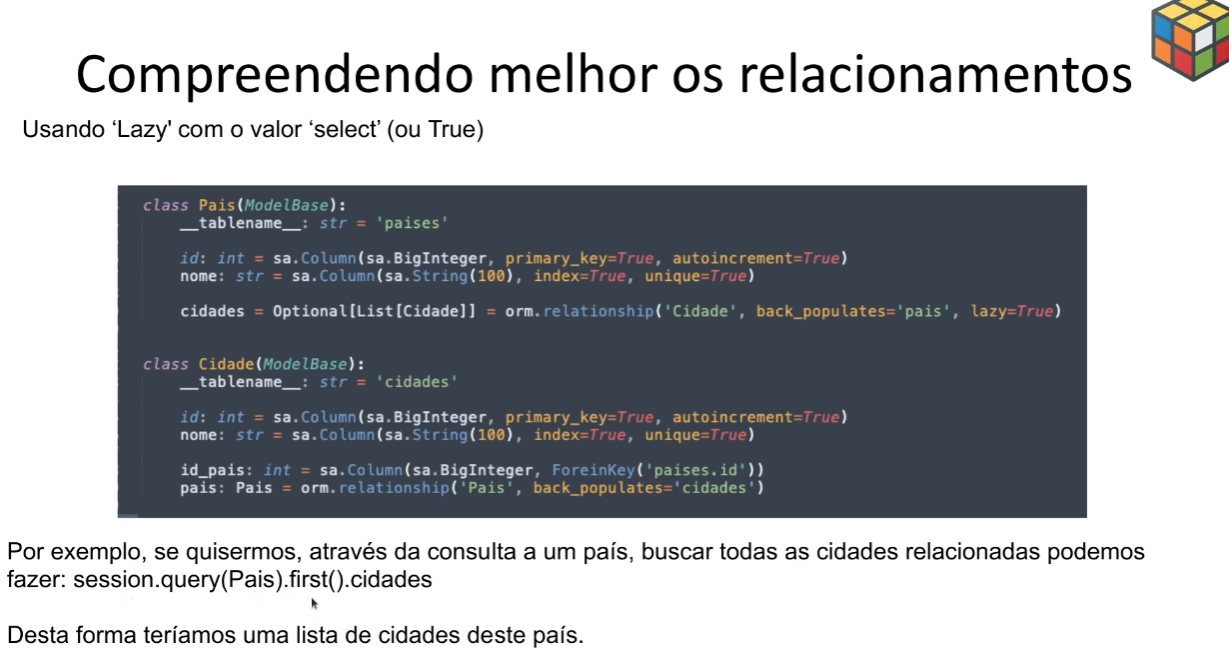 Compreendendo melhor os relacionamentos
Usando ‘Lazy' com o valor ‘select’ (ou True)
class Pais(ModelBase):
    __tablename__: str = 'paises'
    id: int = sa.Column(sa.BigInteger, primary_key=True, autoincrement=True)
    nome: str = sa.Column(sa.String(100), index=True, unique=True)
    cidades = Optional[List[Cidade]] = orm.relationship('Cidade', back_populates='pais', lazy=True)
class Cidade(ModelBase):
    __tablename__: str = 'cidades'
    id: int = sa.Column(sa.BigInteger, primary_key=True, autoincrement=True)
    nome: str = sa.Column(sa.String(100), index=True, unique=True)
    id_pais: int = sa.Column(sa.BigInteger, ForeinKey('paises.id'))
    pais: Pais = orm.relationship('Pais', back_populates='cidades')
Por exemplo, se quisermos, através da consulta a um país, buscar todas as cidades relacionadas podemos
fazer: session.query(Pais).first().cidades
Desta forma teríamos uma lista de cidades deste país.